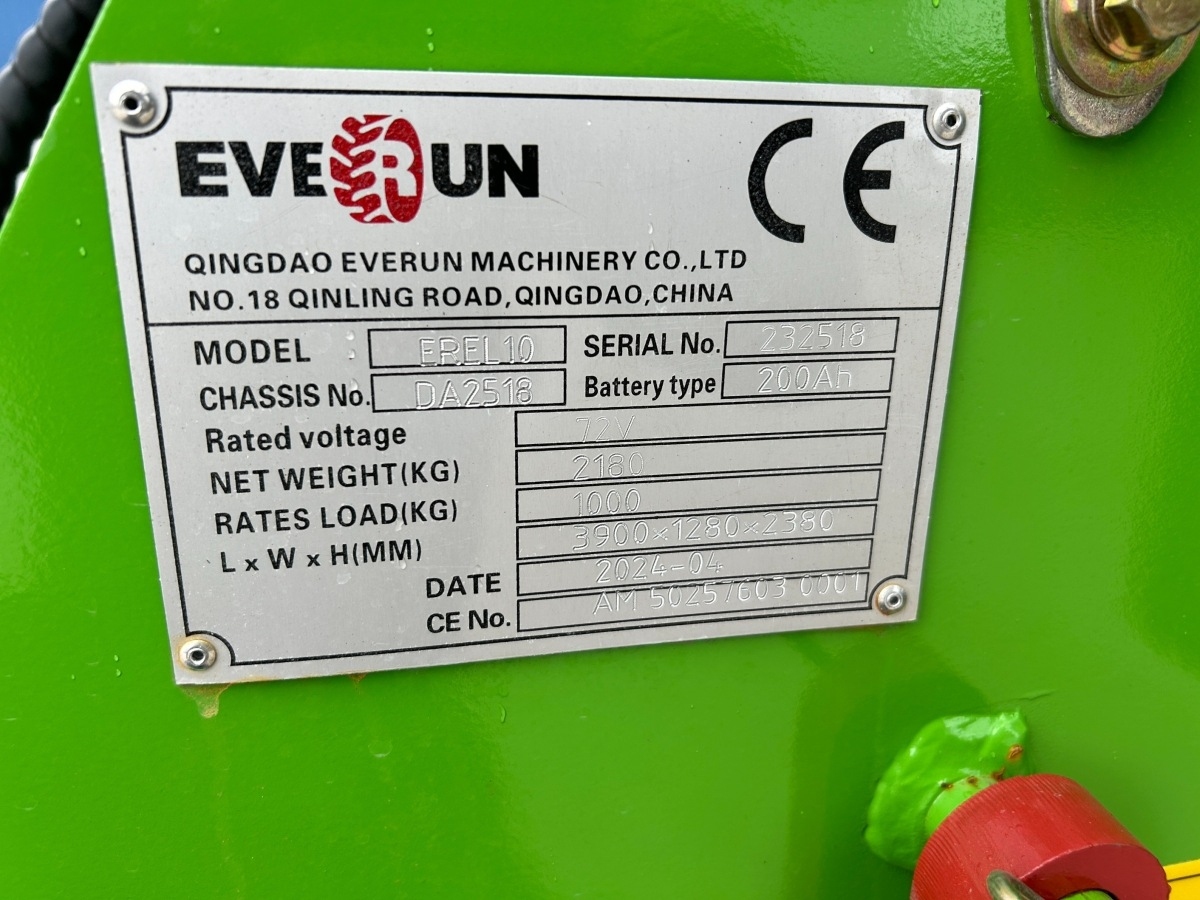 EVERUN CE
QINGDAO EVERUN MACHINERY CO.,LTD
NO.18 QINLING ROAD,QINGDAO,CHINA
MODEL : EREL10 SERIAL No. 232518
CHASSIS No. DA2518 Battery type 200Ah
Rated voltage 72V
NET WEIGHT(KG) 2180
RATES LOAD(KG) 1000
L x W x H(MM) 3900×1280×2380
DATE 2024-04
CE No. AM 50257603 0001